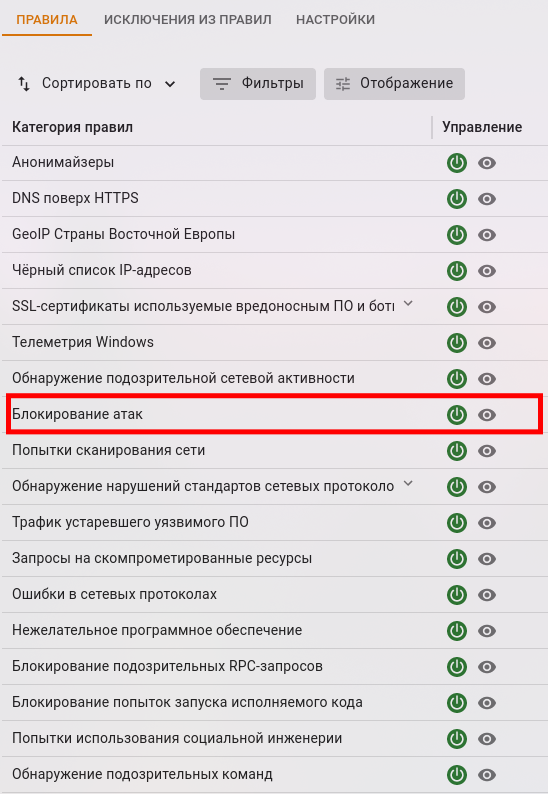 ПРАВИЛА ИСКЛЮЧЕНИЯ ИЗ ПРАВИЛ НАСТРОЙКИ
Сортировать по Фильтры Отображение
Категория правил Управление
Анонимайзеры
DNS поверх HTTPS
GeoIP Страны Восточной Европы
Чёрный список IP-адресов
SSL-сертификаты используемые вредоносным ПО и
Телеметрия Windows
Обнаружение подозрительной сетевой активности
Блокирование атак
Попытки сканирования сети
Обнаружение нарушений стандартов сетевых протоколо
Трафик устаревшего уязвимого ПО
Запросы на скомпрометированные ресурсы
Ошибки в сетевых протоколах
Нежелательное программное обеспечение
Блокирование подозрительных RPC-запросов
Блокирование попыток запуска исполняемого кода
Попытки использования социальной инженерии
Обнаружение подозрительных команд